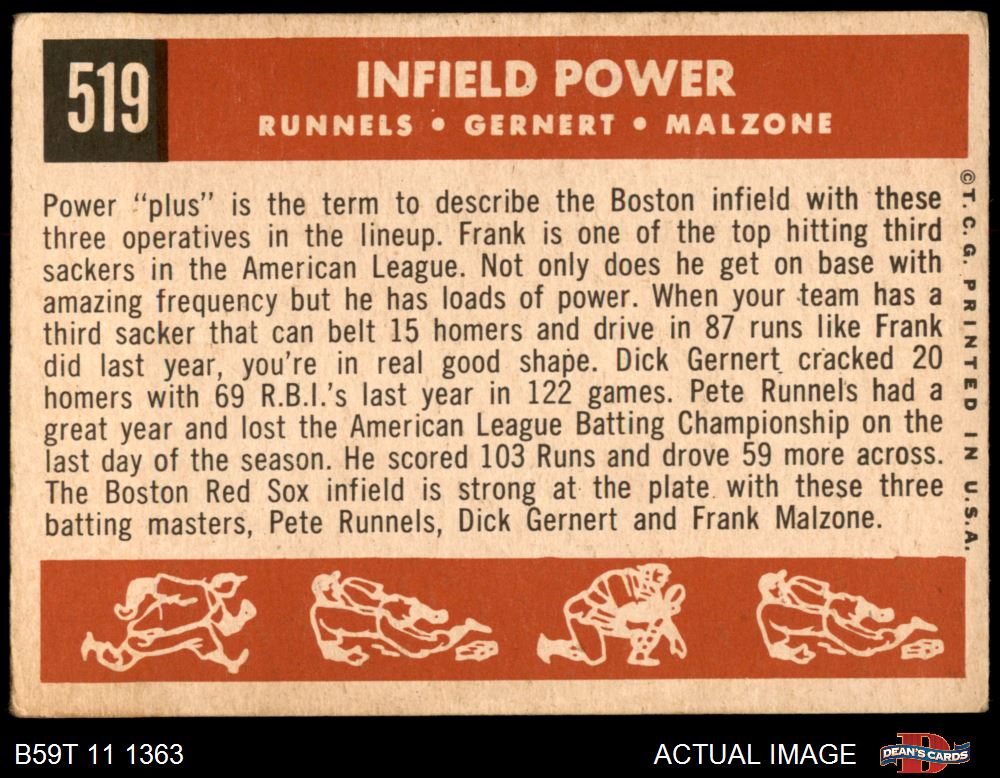 519
INFIELD POWER
RUNNELS • GERNERT • MALZONE
Power "plus" is the term to describe the Boston infield with these
three operatives in the lineup. Frank is one of the top hitting third
sackers in the American League. Not only does he get on base with
amazing frequency but he has loads of power. When your team has a
third sacker that can belt 15 homers and drive in 87 runs like Frank
did last year, you're in real good shape. Dick Gernert cracked 20
homers with 69 R.B.I.'s last year in 122 games. Pete Runnels had a
great year and lost the American League Batting Championship on the
last day of the season. He scored 103 Runs and drove 59 more across.
The Boston Red Sox infield is strong at the plate with these three
batting masters, Pete Runnels, Dick Gernert and Frank Malzone.
© T. C. G. PRINTED IN U.S.A.
B59T 11 1363
ACTUAL IMAGE
DEAN'S CARDS